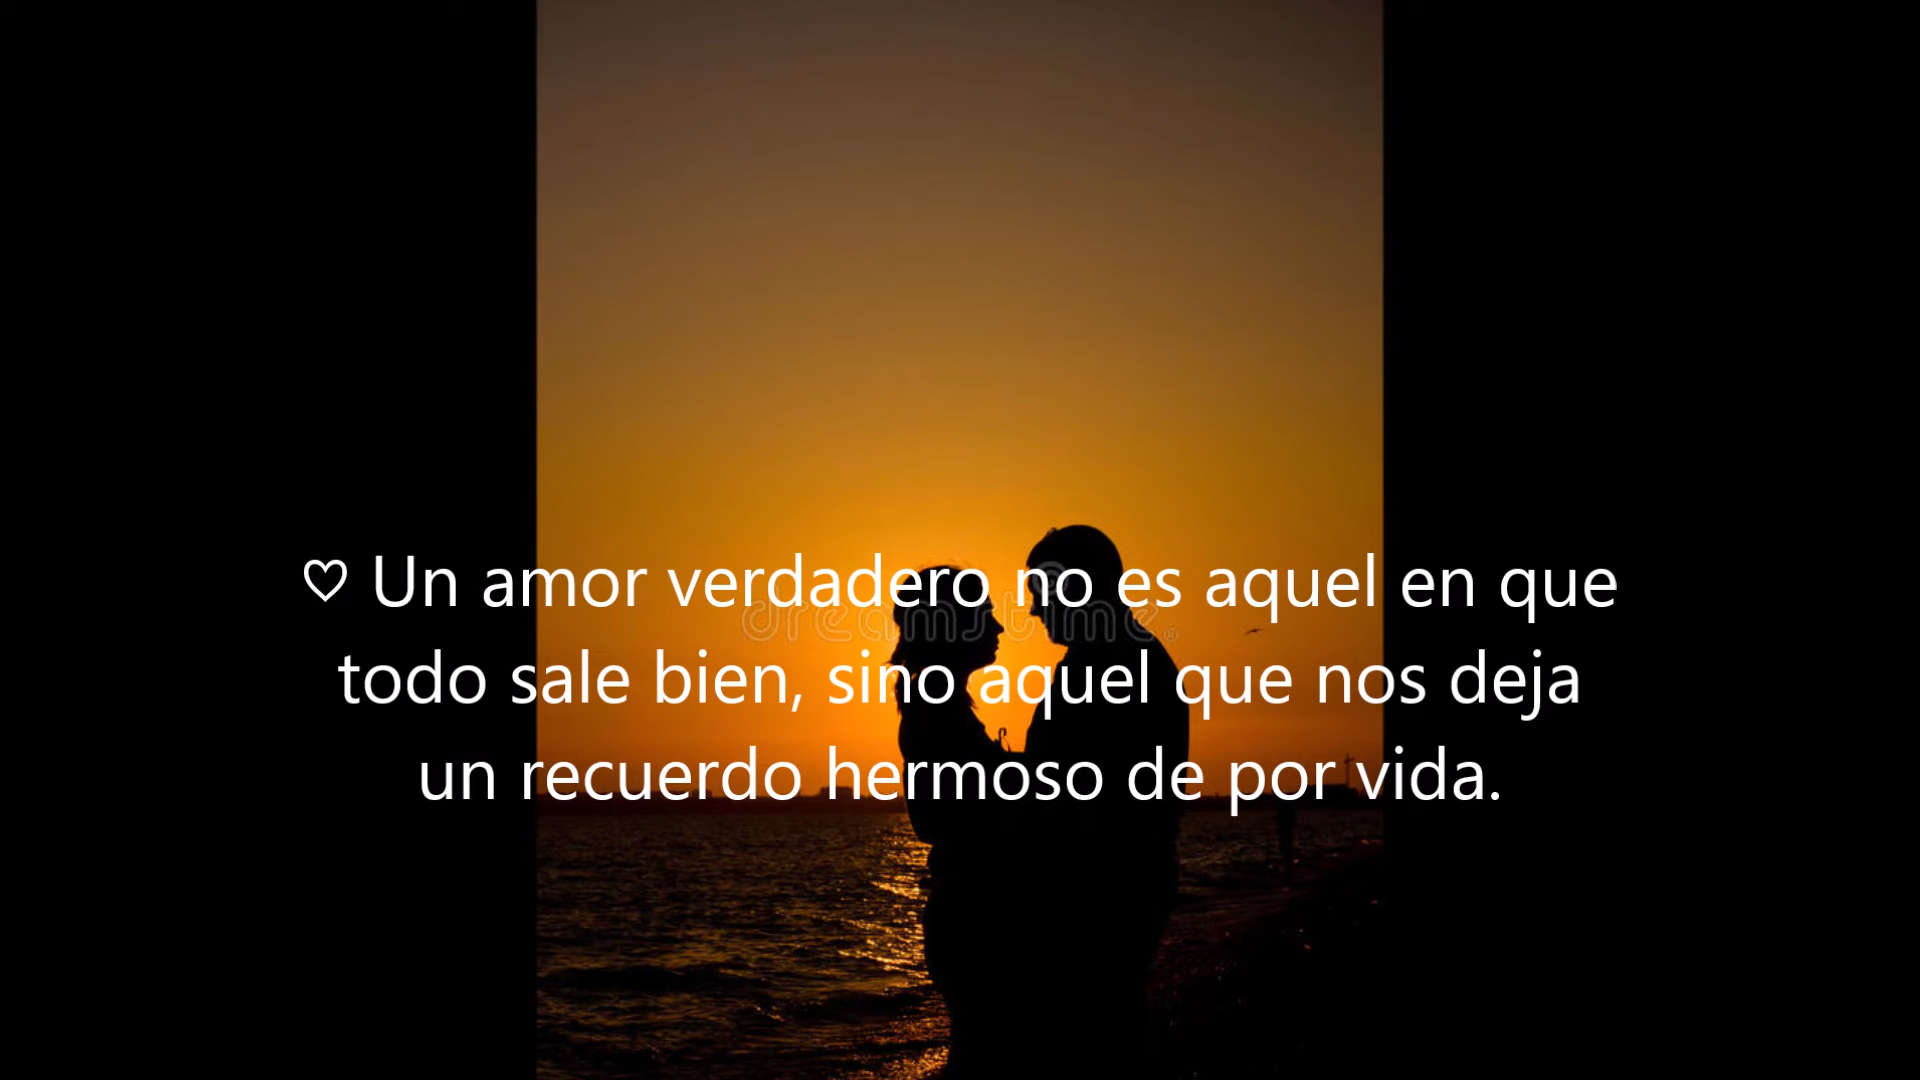 ♡ Un amor verdadero no es aquel en que
dreamstime.
todo sale bien, sino aquel que nos deja
un recuerdo hermoso de por vida.